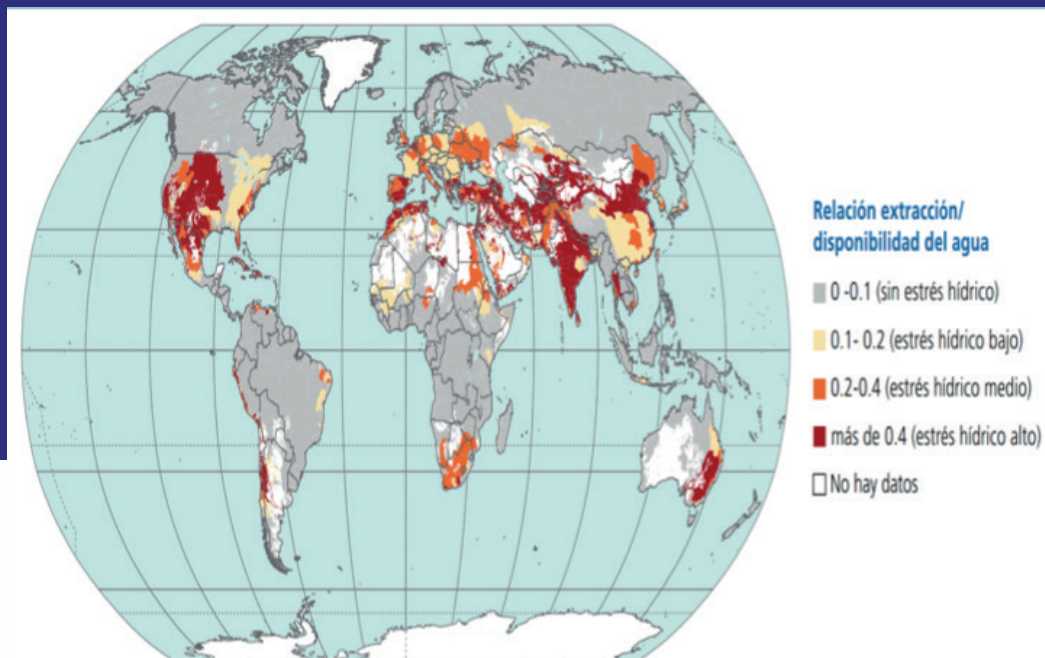 Relación extracción/
disponibilidad del agua
0 -0.1 (sin estrés hídrico)
0.1- 0.2 (estrés hídrico bajo)
0.2-0.4 (estrés hídrico medio)
más de 0.4 (estrés hídrico alto)
No hay datos